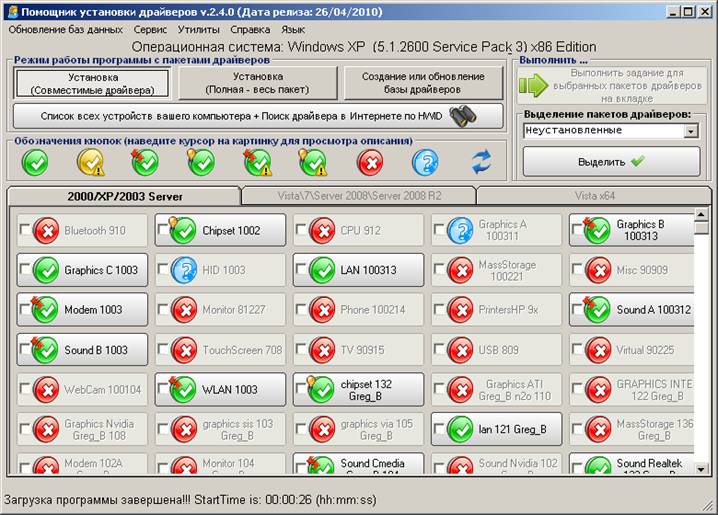 Помощник установки драйверов v.2.4.0 (Дата релиза: 26/04/2010)
Обновление баз данных Сервис Утилиты Справка Язык
Операционная система: Windows XP (5.1.2600 Service Pack 3) x86 Edition
Режим работы программы с пакетами драйверов
Установка
(Совместимые драйвера)
Установка
(Полная - весь пакет)
Создание или обновление
базы драйверов
Список всех устройств вашего компьютера + Поиск драйвера в Интернете по HWID
Выполнить ...
Выполнить задание для
выбранных пакетов драйверов
на вкладке
Выделение пакетов драйверов:
Неустановленные
Выделить
Обозначения кнопок (наведите курсор на картинку для просмотра описания)
2000/XP/2003 Server
Vista\7\Server 2008\Server 2008 R2
Vista x64
Bluetooth 910
Chipset 1002
CPU 912
Graphics A
100311
Graphics B
100313
Graphics C 1003
HID 1003
LAN 100313
MassStorage
100221
Misc 90909
Modem 1003
Monitor 81227
Phone 100214
PrintersHP 9x
Sound A 100312
Sound B 1003
TouchScreen 708
TV 90915
USB 809
Virtual 90225
WebCam 100104
WLAN 1003
chipset 132
Greg_B
Graphics ATI
Greg_B n2o 110
GRAPHICS INTE
122 Greg_B
Graphics Nvidia
Greg_B 108
graphics sis 103
Greg_B
graphics via 105
Greg_B
lan 121 Greg_B
MassStorage 136
Greg_B
Modem 102A
Greg_B
Monitor 104
Greg_B
Sound Cmedia
Greg_B 104
Sound Nvidia 102
Greg_B
Sound Realtek
133 Greg_B
Загрузка программы завершена!!! StartTime is: 00:00:26 (hh:mm:ss)